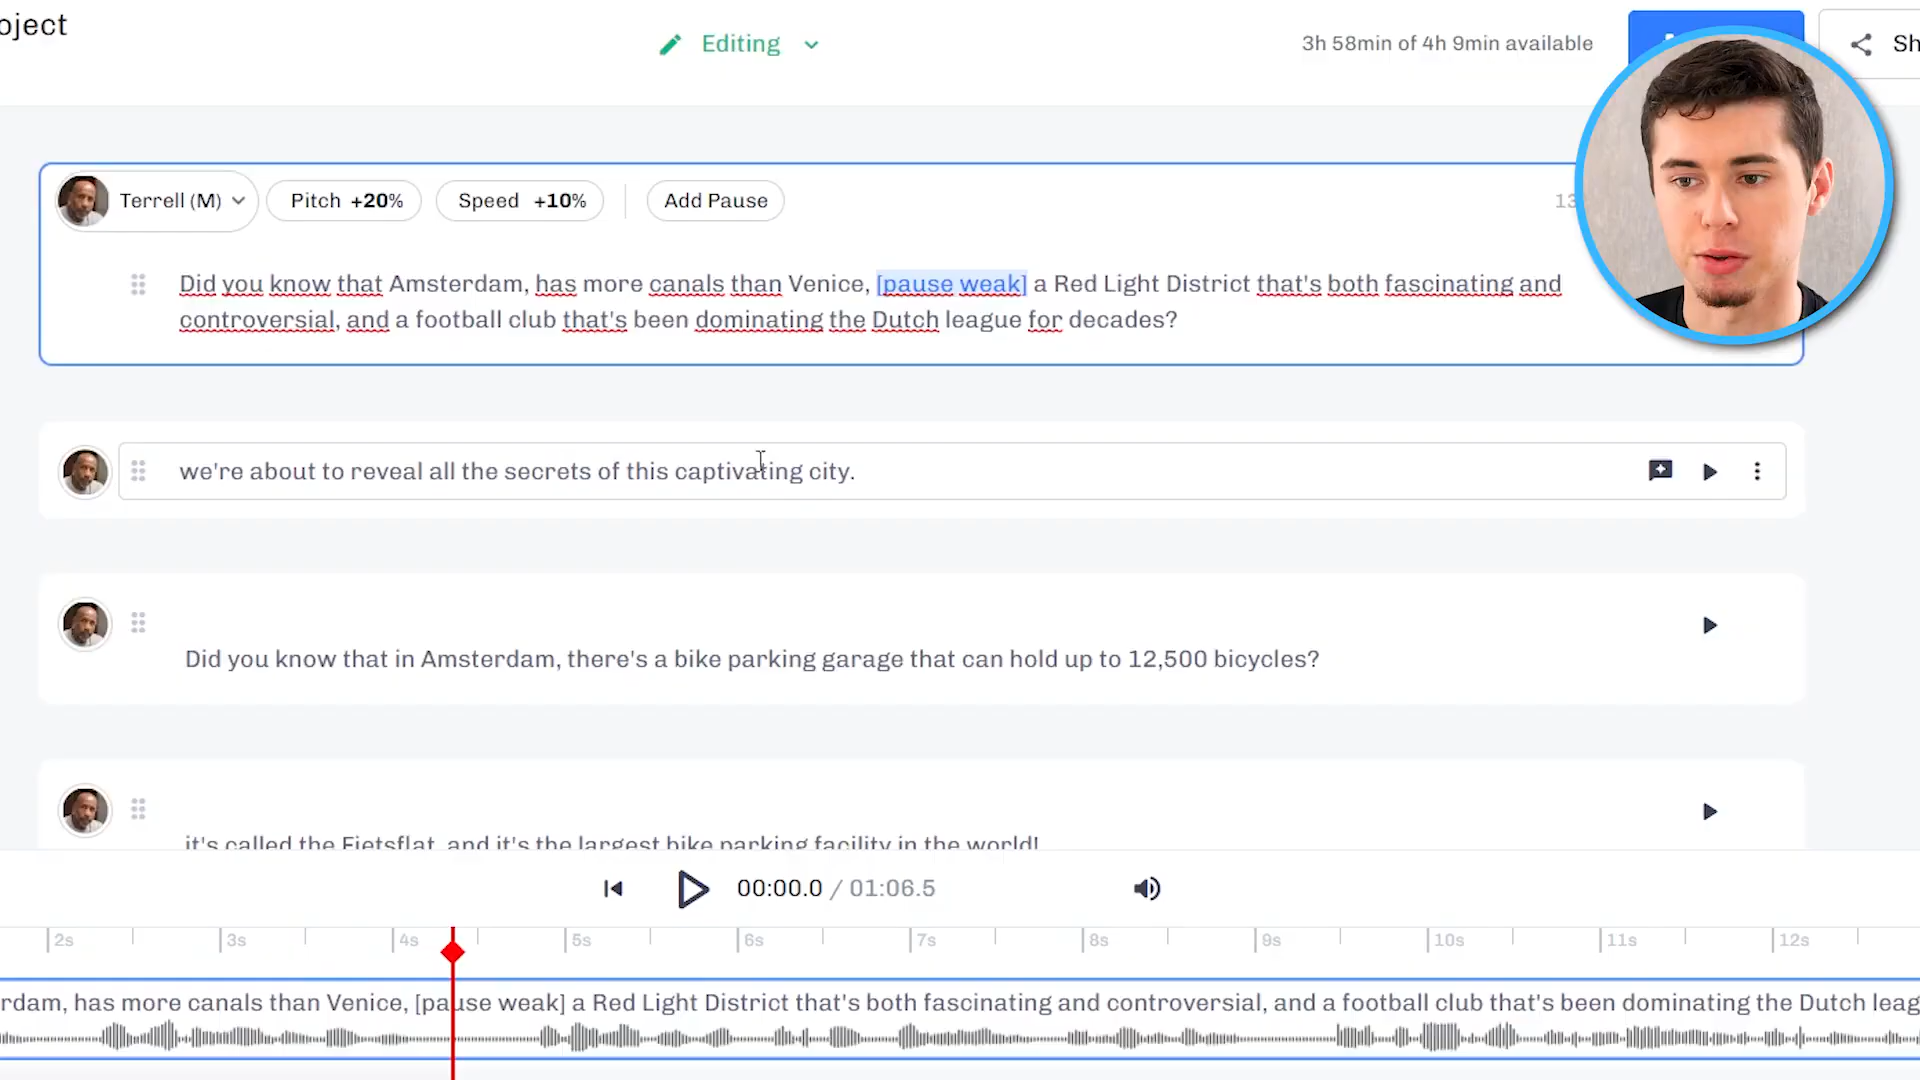 oject
Editing
3h 58min of 4h 9min available
Sh
Terrell (M)
Pitch +20%
Speed +10%
Add Pause
13
Did you know that Amsterdam, has more canals than Venice, [pause weak] a Red Light District that's both fascinating and
controversial, and a football club that's been dominating the Dutch league for decades?
we're about to reveal all the secrets of this captivating city.
Did you know that in Amsterdam, there's a bike parking garage that can hold up to 12,500 bicycles?
it's called the Fietsflat, and it's the largest bike parking facility in the world!
00:00.0 / 01:06.5
2s 3s 4s 5s 6s 7s 8s 9s 10s 11s 12s
rdam, has more canals than Venice, [pause weak] a Red Light District that's both fascinating and controversial, and a football club that's been dominating the Dutch leag